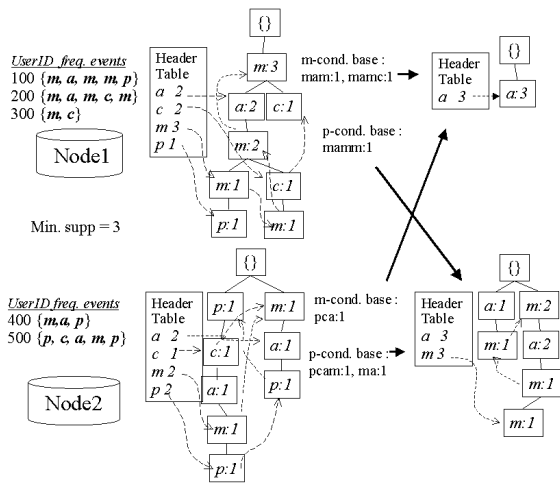 UserID freq. events
100 {m, a, m, m, p}
200 {m, a, m, c, m}
300 {m, c}
Node1
Min. supp = 3
Header
Table
a 2
c 2
m 3
p 1
{}
m:3
a:2
c:1
m:2
m:1
c:1
p:1
m:1
m-cond. base :
mam:1, mamc:1
p-cond. base :
mamm:1
Header
Table
a 3
{}
a:3
UserID freq. events
400 {m,a, p}
500 {p, c, a, m, p}
Node2
Header
Table
a 2
c 1
m 2
p 2
{}
p:1
m:1
c:1
a:1
a:1
p:1
m:1
p:1
m-cond. base :
pca:1
p-cond. base :
pcam:1, ma:1
Header
Table
a 3
m 3
{}
a:1
m:2
m:1
a:2
m:1
m:1